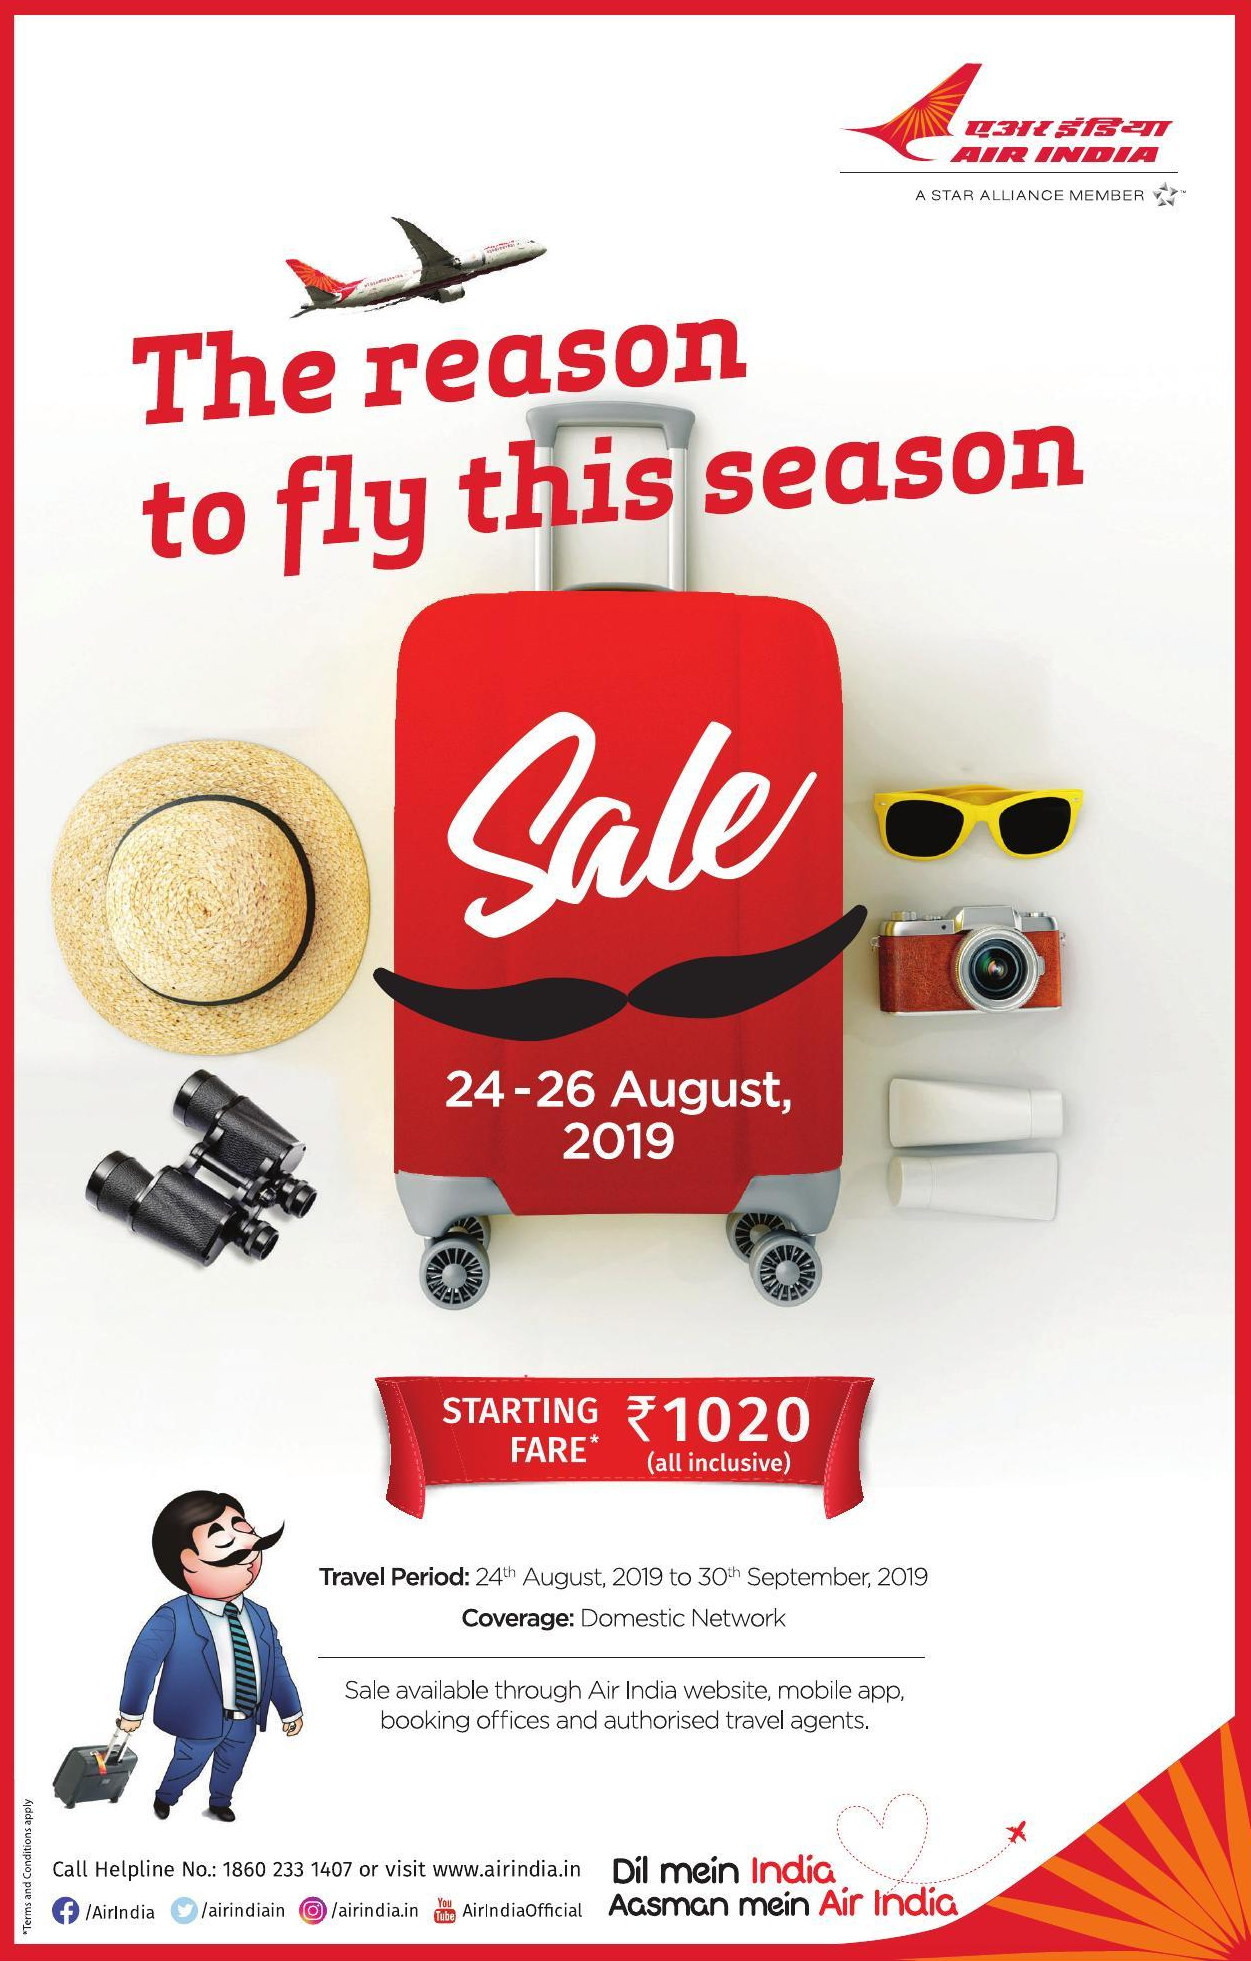 एअर इंडिया
AIR INDIA
A STAR ALLIANCE MEMBER
The reason
to fly this season
Sale
24-26 August,
2019
STARTING
FARE*
₹1020
(all inclusive)
Travel Period: 24th August, 2019 to 30th September, 2019
Coverage: Domestic Network
Sale available through Air India website, mobile app,
booking offices and authorised travel agents.
*Terms and Conditions apply
Call Helpline No.: 1860 233 1407 or visit www.airindia.in
/AirIndia /airindiain /airindia.in You Tube AirIndiaOfficial
Dil mein India
Aasman mein Air India